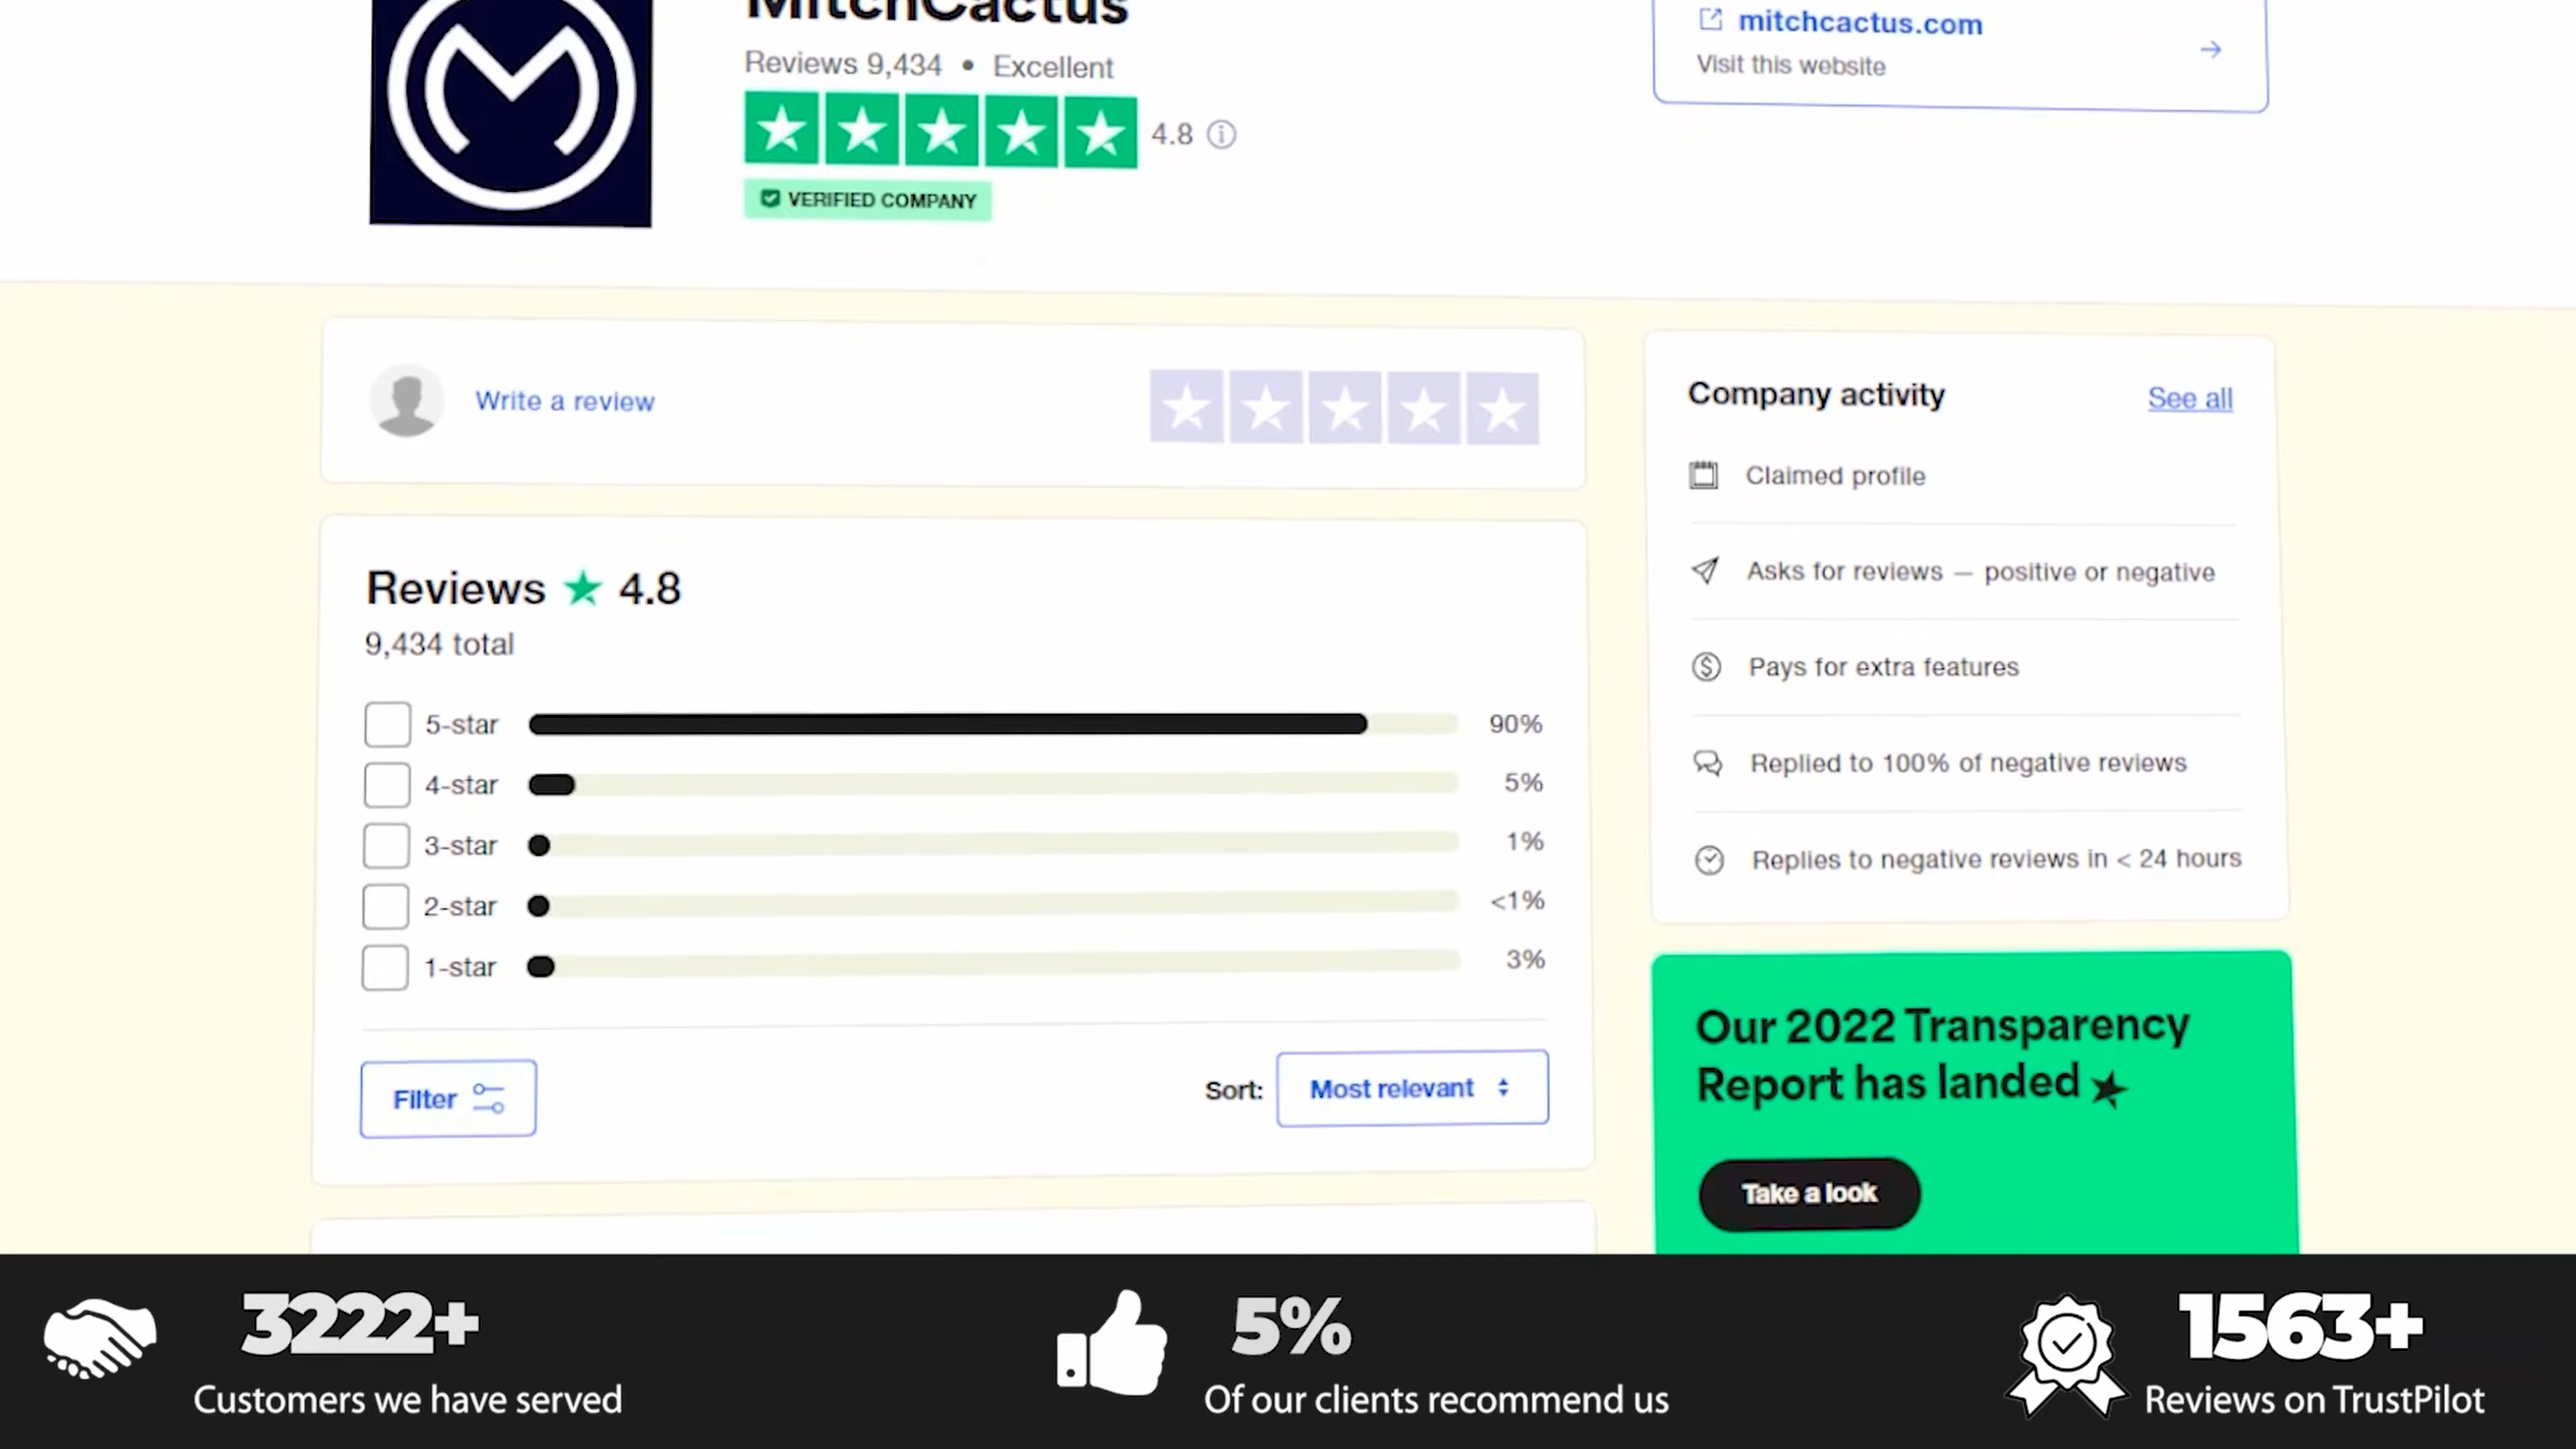 MitchCactus
Reviews 9,434 • Excellent
4.8
VERIFIED COMPANY
mitchcactus.com
Visit this website
Write a review
Reviews 4.8
9,434 total
5-star 90%
4-star 5%
3-star 1%
2-star <1%
1-star 3%
Filter
Sort: Most relevant
Company activity See all
Claimed profile
Asks for reviews — positive or negative
Pays for extra features
Replied to 100% of negative reviews
Replies to negative reviews in < 24 hours
Our 2022 Transparency
Report has landed
Take a look
3222+
Customers we have served
5%
Of our clients recommend us
1563+
Reviews on TrustPilot